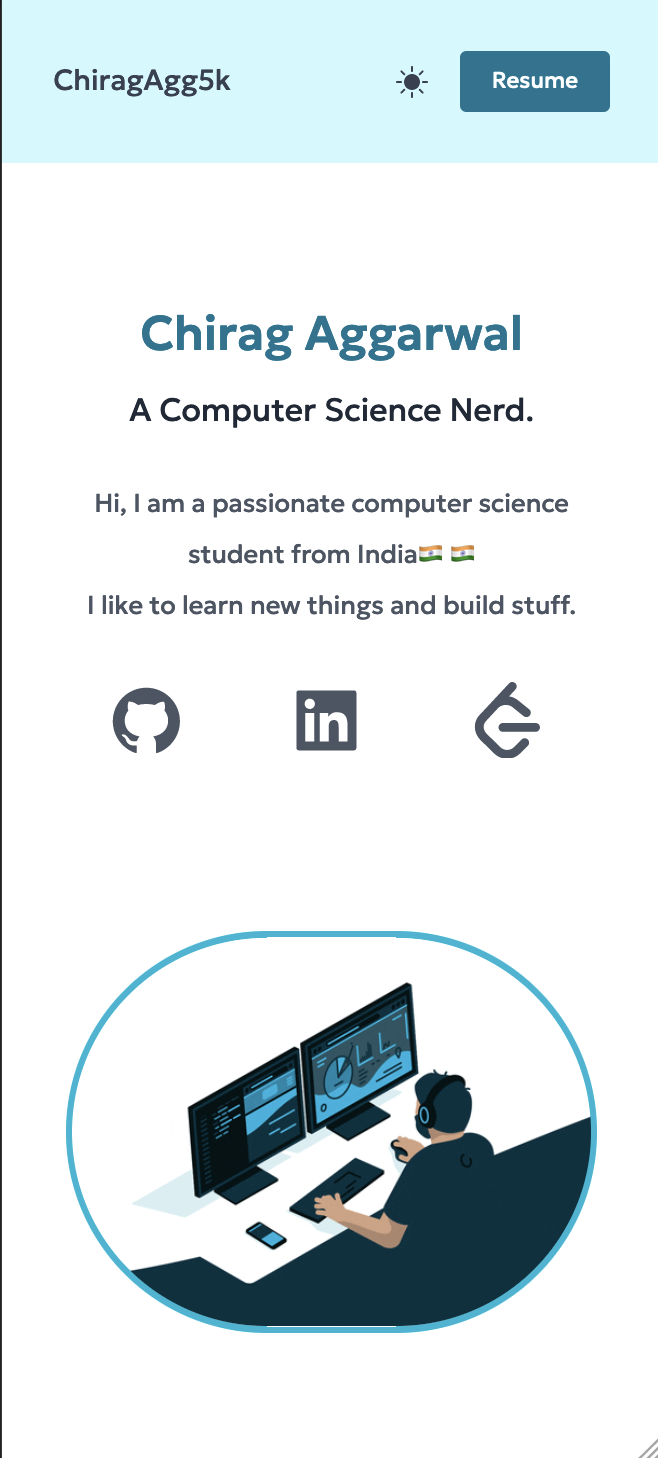 ChiragAgg5k
Resume
Chirag Aggarwal
A Computer Science Nerd.
Hi, I am a passionate computer science
student from India🇮🇳 🇮🇳
I like to learn new things and build stuff.
in